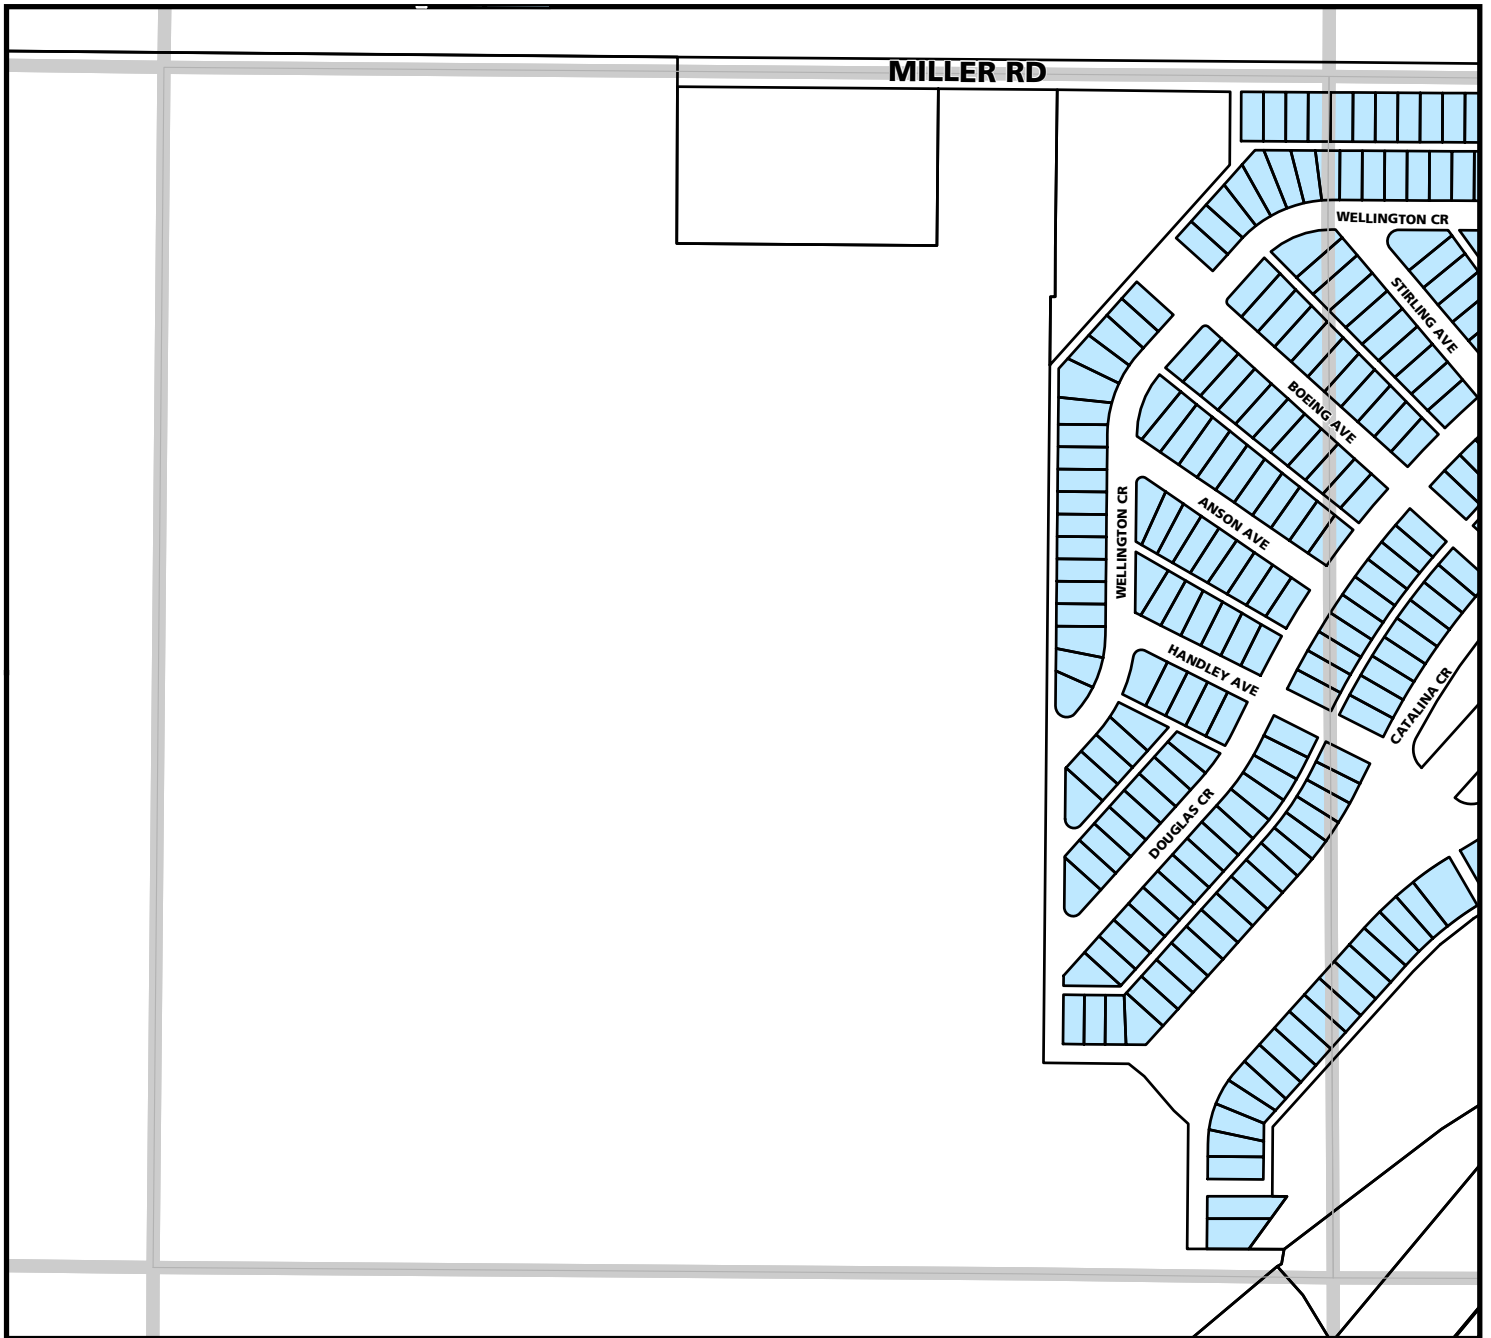 MILLER RD
WELLINGTON CR
STIRLING AVE
BOEING AVE
WELLINGTON CR
ANSON AVE
HANDLEY AVE
CATALINA CR
DOUGLAS CR